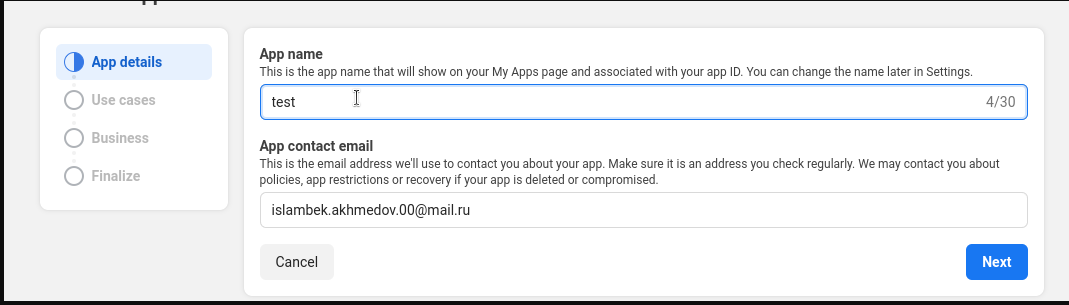 App details
Use cases
Business
Finalize
App name
This is the app name that will show on your My Apps page and associated with your app ID. You can change the name later in Settings.
test
4/30
App contact email
This is the email address we'll use to contact you about your app. Make sure it is an address you check regularly. We may contact you about
policies, app restrictions or recovery if your app is deleted or compromised.
islambek.akhmedov.00@mail.ru
Cancel
Next